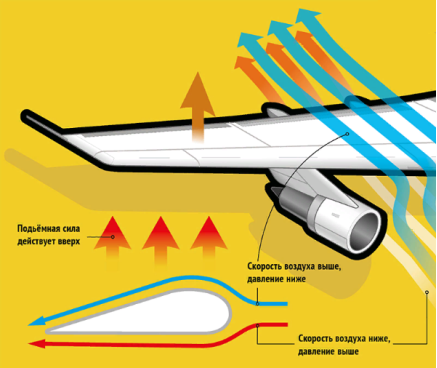 Подъёмная сила
действует вверх
Скорость воздуха выше,
давление ниже
Скорость воздуха ниже,
давление выше